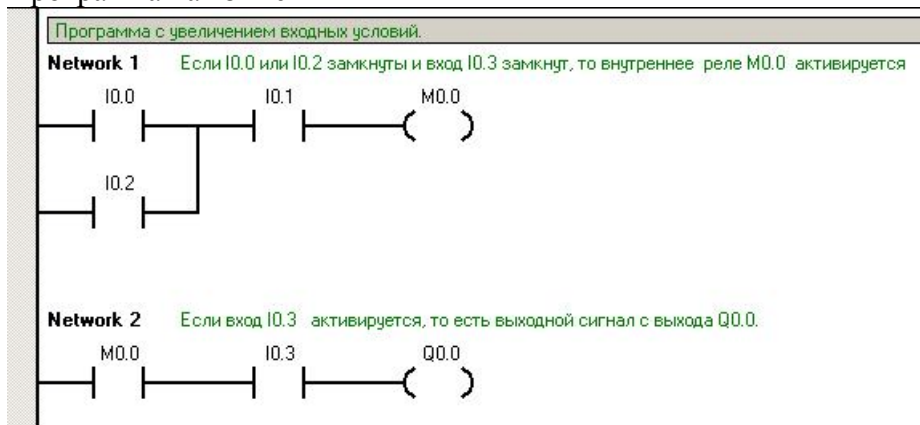 Программа с увеличением входных условий.
Network 1 Если I0.0 или I0.2 замкнуты и вход I0.3 замкнут, то внутреннее реле M0.0 активируется
I0.0 I0.1 M0.0
I0.2
Network 2 Если вход I0.3 активируется, то есть выходной сигнал с выхода Q0.0.
M0.0 I0.3 Q0.0